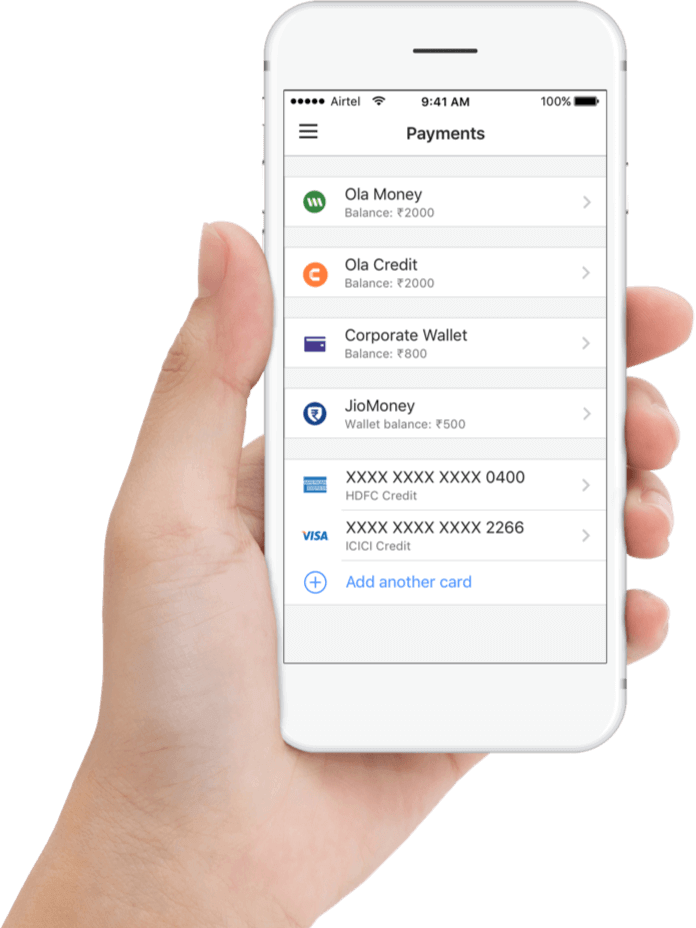 Airtel 9:41 AM 100%
Payments
Ola Money
Balance: ₹2000
Ola Credit
Balance: ₹2000
Corporate Wallet
Balance: ₹800
JioMoney
Wallet balance: ₹500
XXXX XXXX XXXX 0400
HDFC Credit
VISA
XXXX XXXX XXXX 2266
ICICI Credit
Add another card